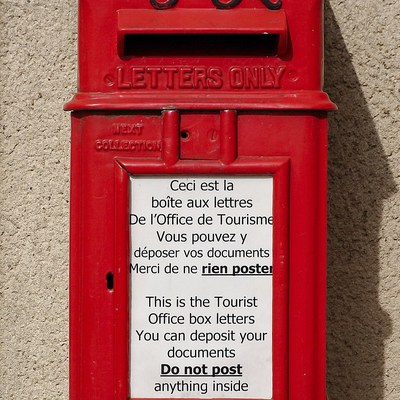 LETTERS ONLY
NEXT
COLLECTION
Ceci est la
boîte aux lettres
De l'Office de Tourisme
Vous pouvez y
déposer vos documents
Merci de ne rien poster
This is the Tourist
Office box letters
You can deposit your
documents
Do not post
anything inside